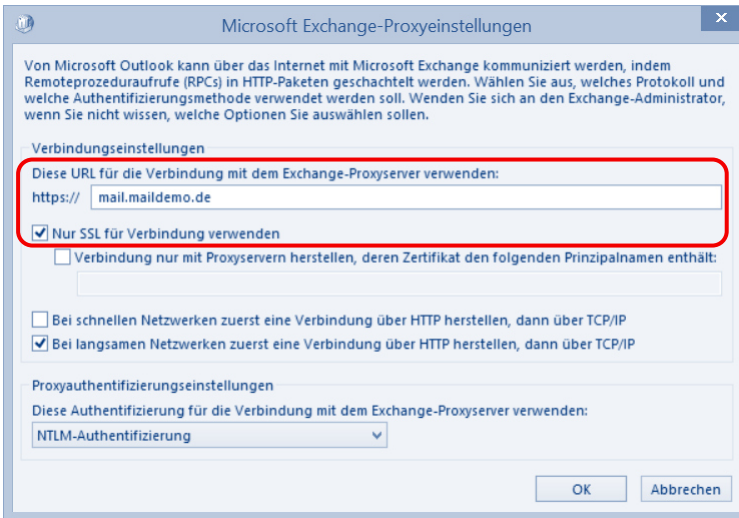 Microsoft Exchange-Proxyeinstellungen
Von Microsoft Outlook kann über das Internet mit Microsoft Exchange kommuniziert werden, indem
Remoteprozeduraufrufe (RPCs) in HTTP-Paketen geschachtelt werden. Wählen Sie aus, welches Protokoll und
welche Authentifizierungsmethode verwendet werden soll. Wenden Sie sich an den Exchange-Administrator,
wenn Sie nicht wissen, welche Optionen Sie auswählen sollen.
Verbindungseinstellungen
Diese URL für die Verbindung mit dem Exchange-Proxyserver verwenden:
https:// mail.maildemo.de
Nur SSL für Verbindung verwenden
Verbindung nur mit Proxyservern herstellen, deren Zertifikat den folgenden Prinzipalnamen enthält:
Bei schnellen Netzwerken zuerst eine Verbindung über HTTP herstellen, dann über TCP/IP
Bei langsamen Netzwerken zuerst eine Verbindung über HTTP herstellen, dann über TCP/IP
Proxyauthentifizierungseinstellungen
Diese Authentifizierung für die Verbindung mit dem Exchange-Proxyserver verwenden:
NTLM-Authentifizierung
OK Abbrechen